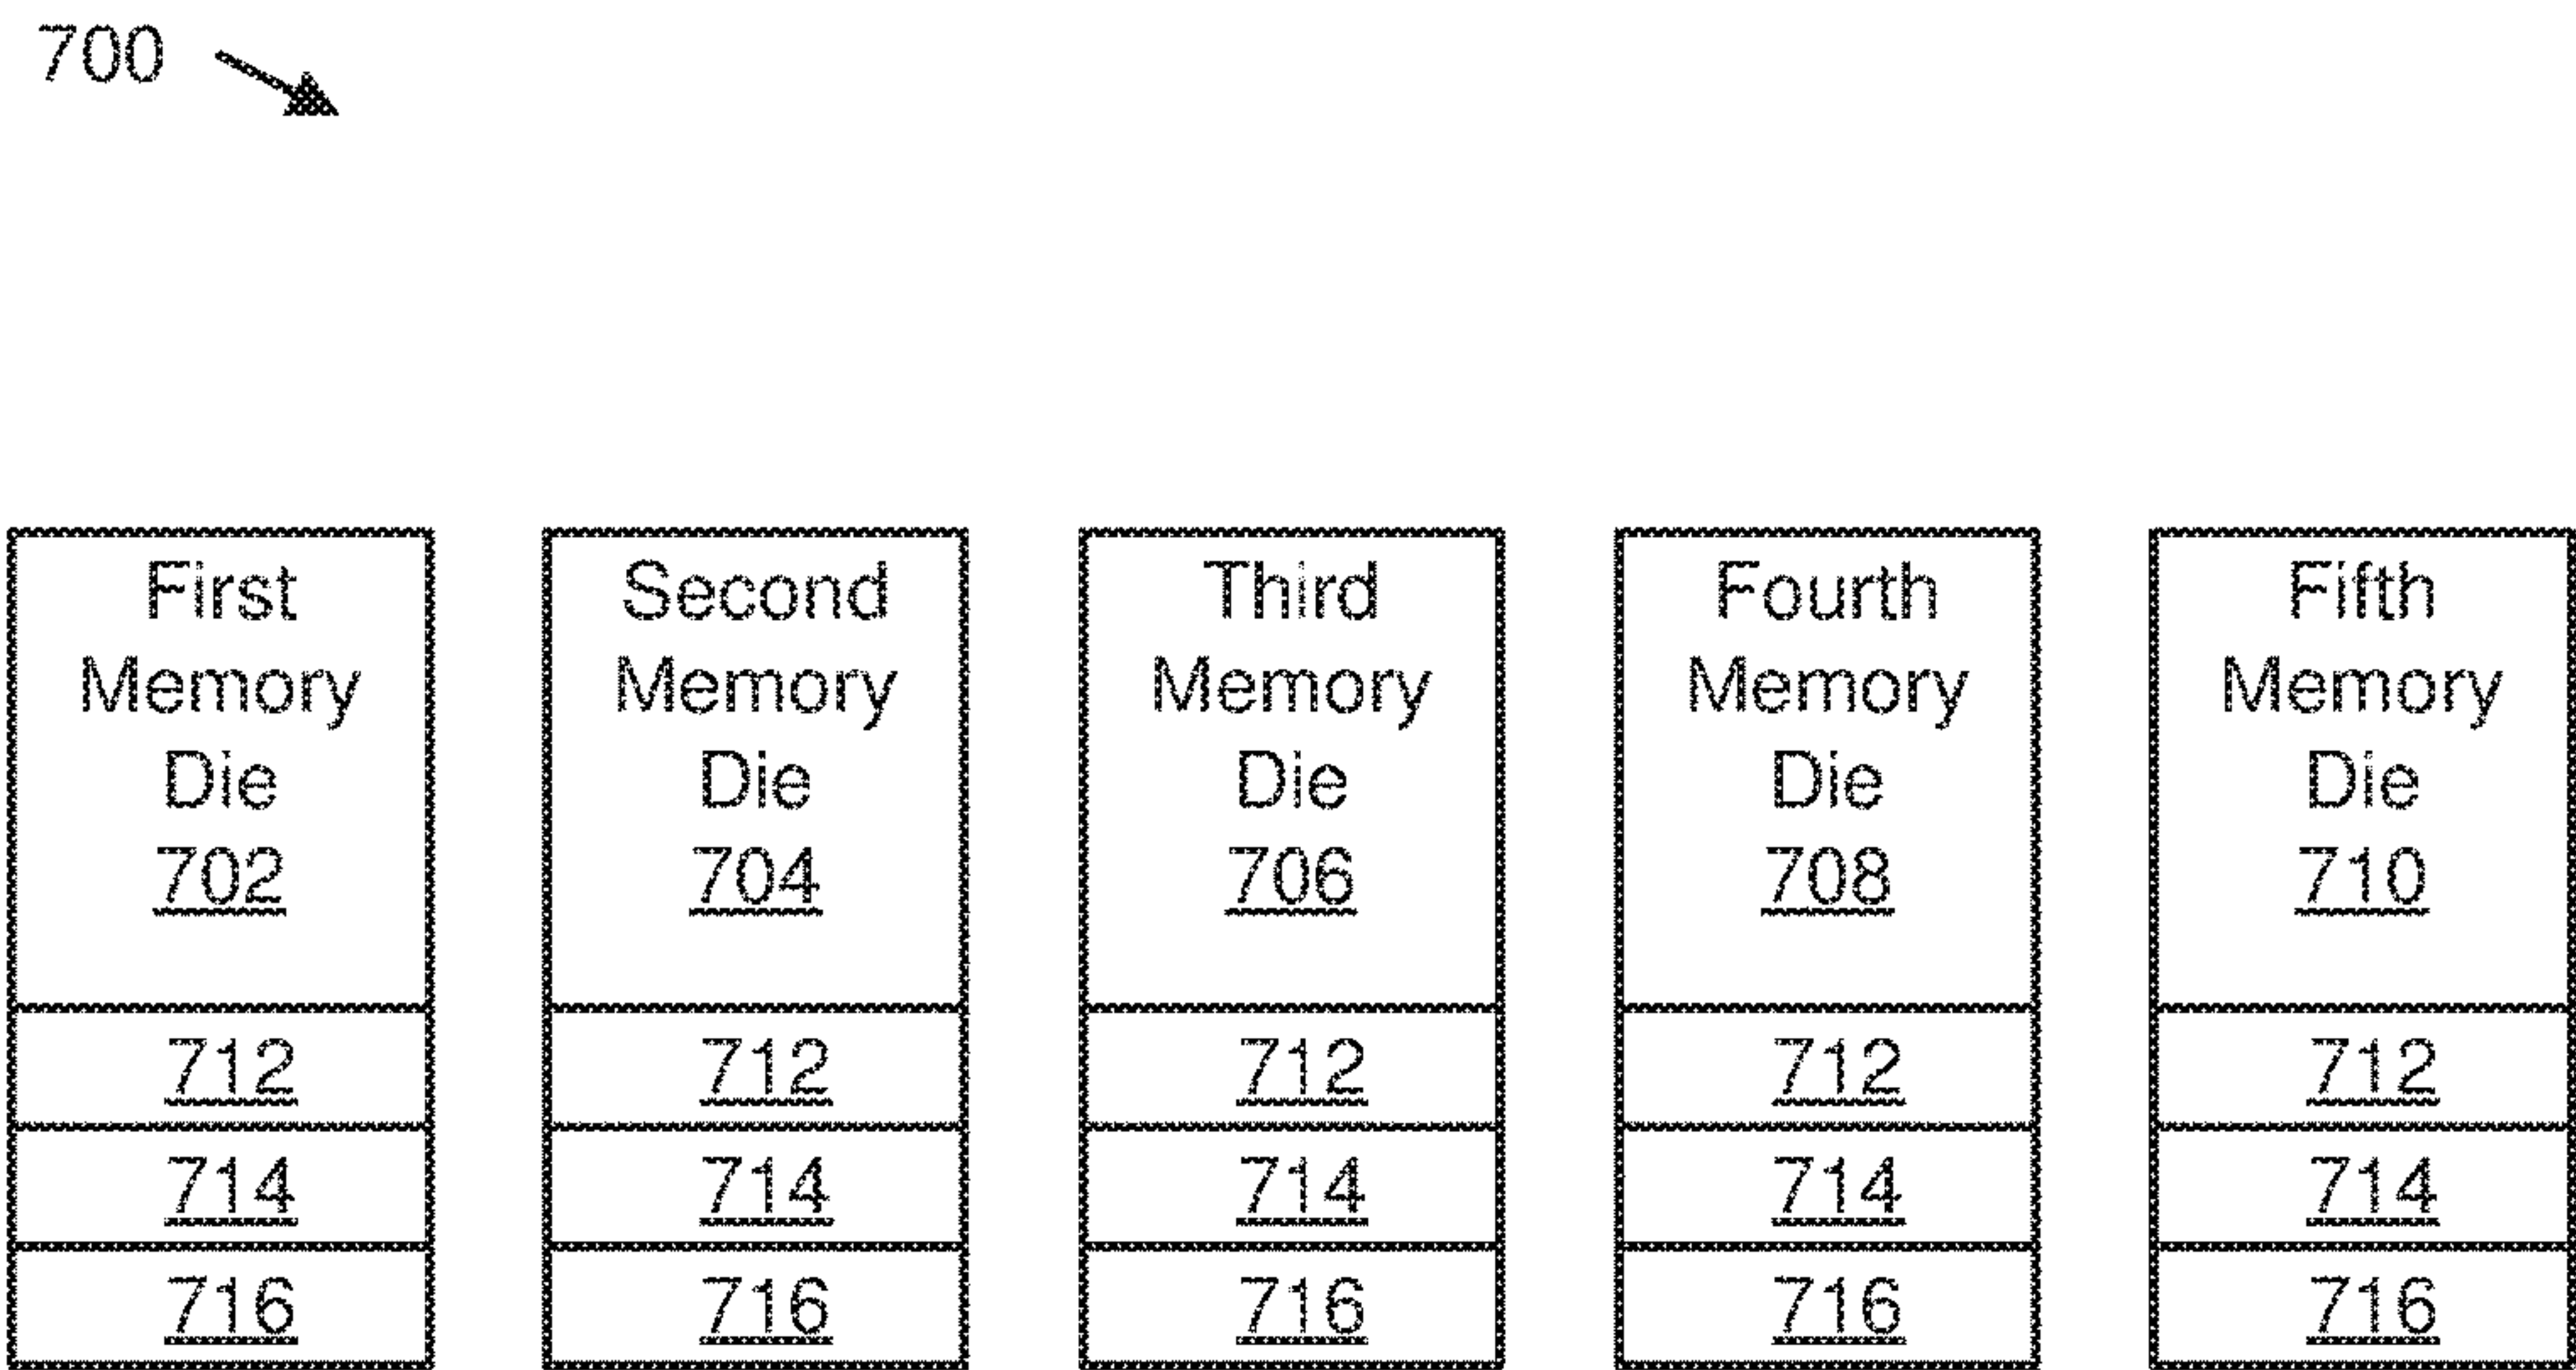 700
First Second Third Fourth Fifth
Memory Memory Memory Memory Memory
Die Die Die Die Die
702 704 706 708 710
712 712 712 712 712
714 714 714 714 714
716 716 716 716 716